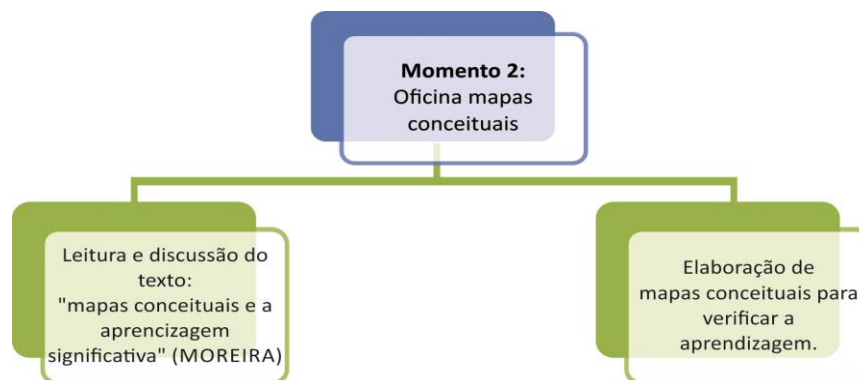 Momento 2:
Oficina mapas
conceituais
Leitura e discussão do
texto:
"mapas conceituais e a
aprencizagem
significativa" (MOREIRA)
Elaboração de
mapas conceituais para
verificar a
aprendizagem.